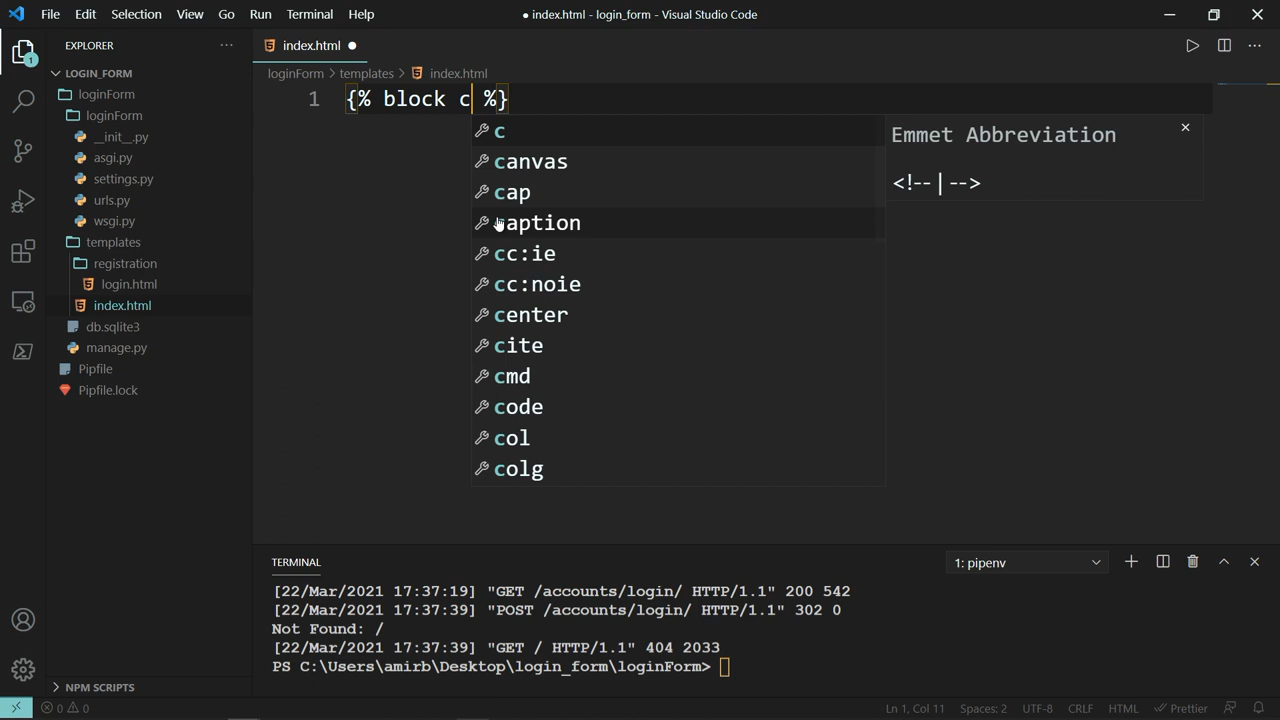 File Edit Selection View Go Run Terminal Help
● index.html - login_form - Visual Studio Code
EXPLORER
1
LOGIN_FORM
loginForm
loginForm
__init__.py
asgi.py
settings.py
urls.py
wsgi.py
templates
registration
login.html
index.html
db.sqlite3
manage.py
Pipfile
Pipfile.lock
NPM SCRIPTS
index.html
loginForm > templates > index.html
1 {% block c %}
c
canvas
cap
caption
cc:ie
cc:noie
center
cite
cmd
code
col
colg
Emmet Abbreviation
<!-- | -->
TERMINAL
1: pipenv
[22/Mar/2021 17:37:19] "GET /accounts/login/ HTTP/1.1" 200 542
[22/Mar/2021 17:37:39] "POST /accounts/login/ HTTP/1.1" 302 0
Not Found: /
[22/Mar/2021 17:37:39] "GET / HTTP/1.1" 404 2033
PS C:\Users\amirb\Desktop\login_form\loginForm>
0 0
Ln 1, Col 11 Spaces: 2 UTF-8 CRLF HTML Prettier